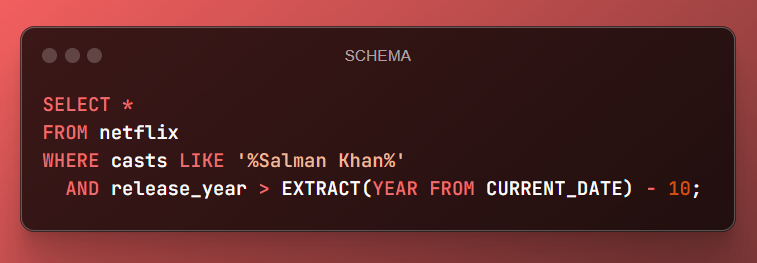 SCHEMA
SELECT *
FROM netflix
WHERE casts LIKE '%Salman Khan%'
  AND release_year > EXTRACT(YEAR FROM CURRENT_DATE) - 10;